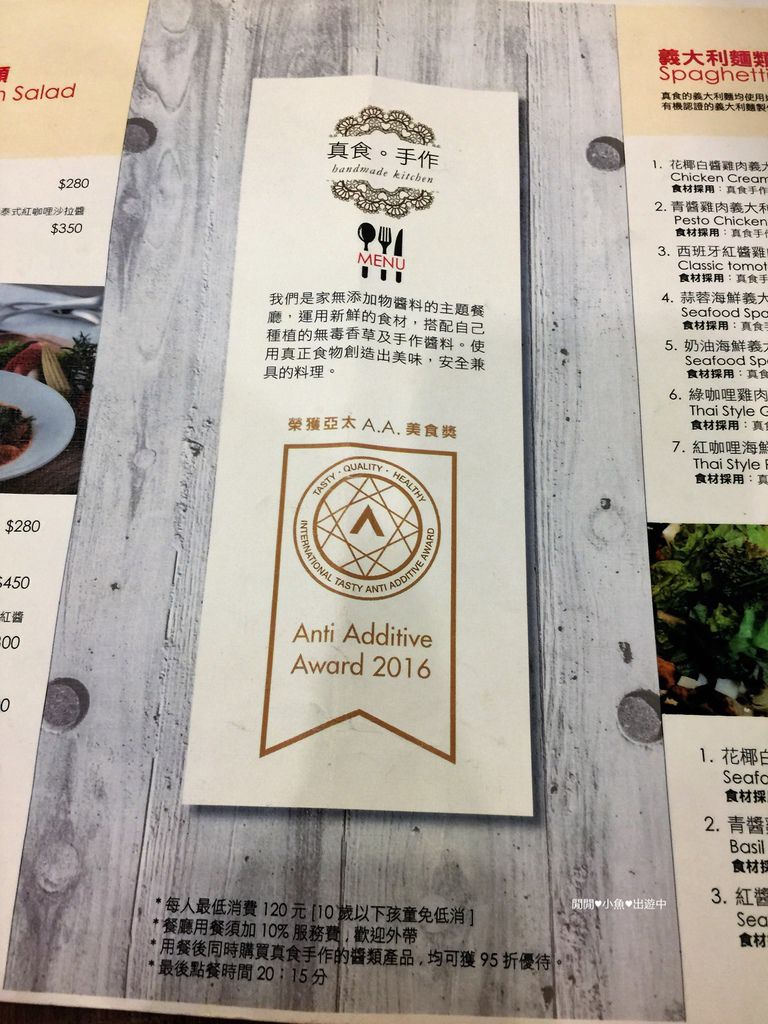 n Salad
$280
泰式紅咖哩沙拉醬
$350
$280
$450
紅醬
真食。手作
handmade kitchen
MENU
我們是家無添加物醬料的主題餐
廳，運用新鮮的食材，搭配自己
種植的無毒香草及手作醬料。使
用真正食物創造出美味，安全兼
具的料理。
榮獲亞太 A.A. 美食獎
TASTY · QUALITY · HEALTHY
INTERNATIONAL TASTY ANTI ADDITIVE AWARD
Anti Additive
Award 2016
*每人最低消費 120 元 [10 歲以下孩童免低消 ]
*餐廳用餐須加 10% 服務費 , 歡迎外帶
*用餐後同時購買真食手作的醬類產品 , 均可獲 95 折優待。
*最後點餐時間 20：15 分
義大利麵類
Spaghetti
真食的義大利麵均使用
有機認證的義大利麵製
1. 花椰白醬雞肉義
Chicken Cream
食材採用：真食手作
2. 青醬雞肉義大利
Pesto Chicken
食材採用：真食手作
3. 西班牙紅醬雞
Classic tomot
食材採用：真食手
4. 蒜蓉海鮮義大
Seafood Spa
食材採用：真食手
5. 奶油海鮮義大
Seafood Sp
食材採用：真食
6. 綠咖哩雞肉
Thai Style G
食材採用：真食
7. 紅咖哩海鮮
Thai Style
食材採用：真
1. 花椰白
Seafo
食材採
2. 青醬
Basil
食材採
3. 紅醬
Sea
食材
閒閒♥小魚♥出遊中